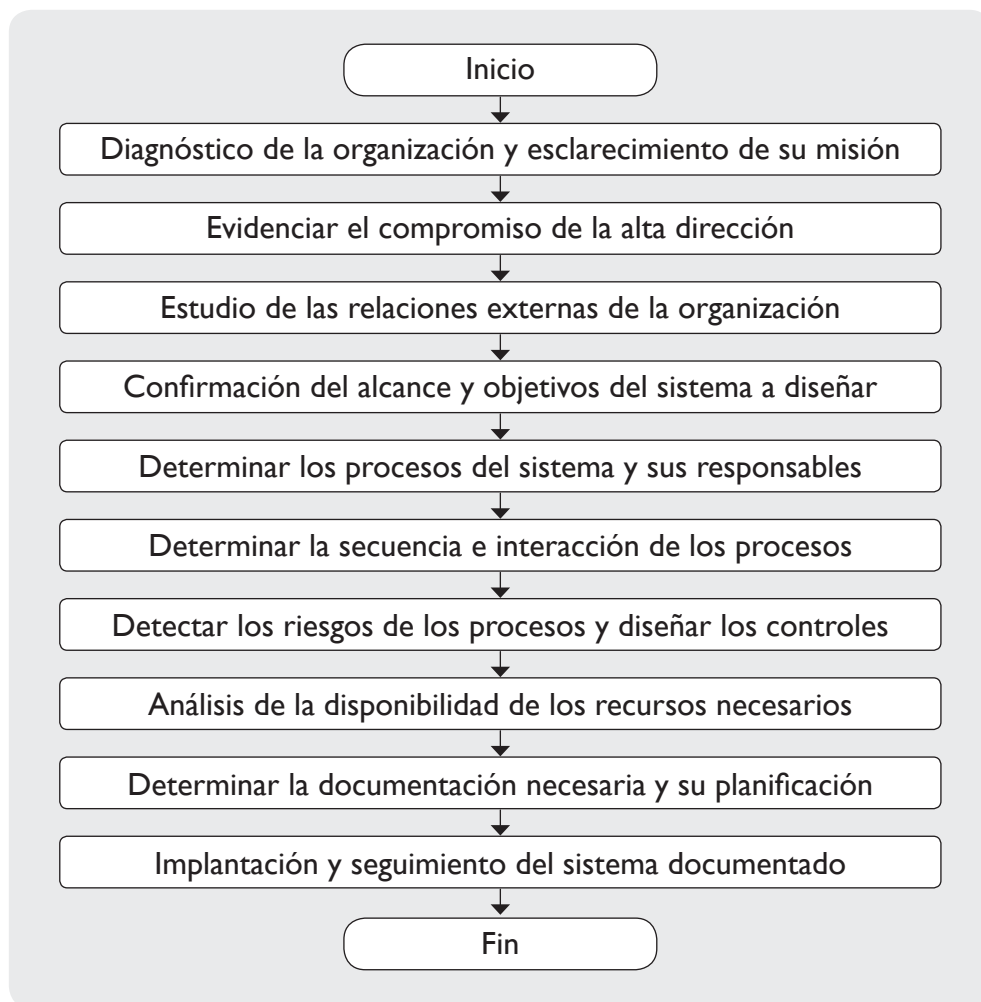 Inicio
Diagnóstico de la organización y esclarecimiento de su misión
Evidenciar el compromiso de la alta dirección
Estudio de las relaciones externas de la organización
Confirmación del alcance y objetivos del sistema a diseñar
Determinar los procesos del sistema y sus responsables
Determinar la secuencia e interacción de los procesos
Detectar los riesgos de los procesos y diseñar los controles
Análisis de la disponibilidad de los recursos necesarios
Determinar la documentación necesaria y su planificación
Implantación y seguimiento del sistema documentado
Fin